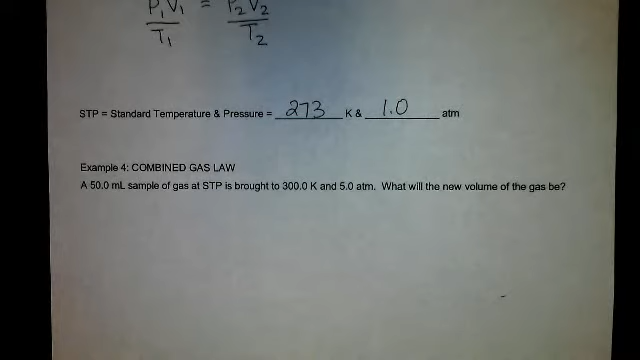 P₁V₁ = P₂V₂
T₁ T₂
STP = Standard Temperature & Pressure = 273 K & 1.0 atm
Example 4: COMBINED GAS LAW
A 50.0 mL sample of gas at STP is brought to 300.0 K and 5.0 atm. What will the new volume of the gas be?